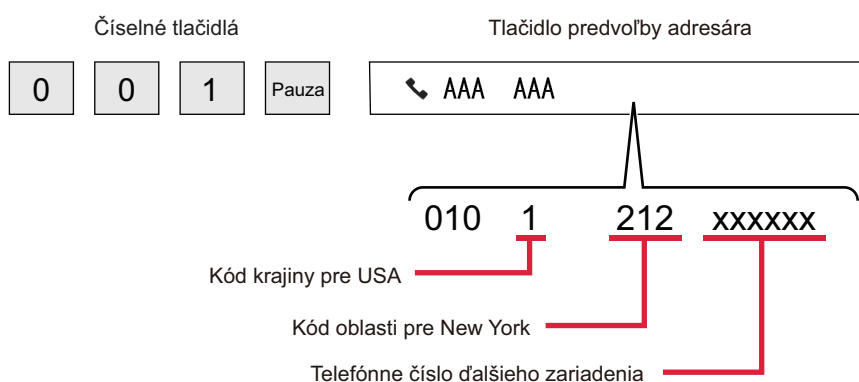 Číselné tlačidlá Tlačidlo predvoľby adresára
0 0 1 Pauza AAA AAA
010 1 212 xxxxxx
Kód krajiny pre USA
Kód oblasti pre New York
Telefónne číslo ďalšieho zariadenia